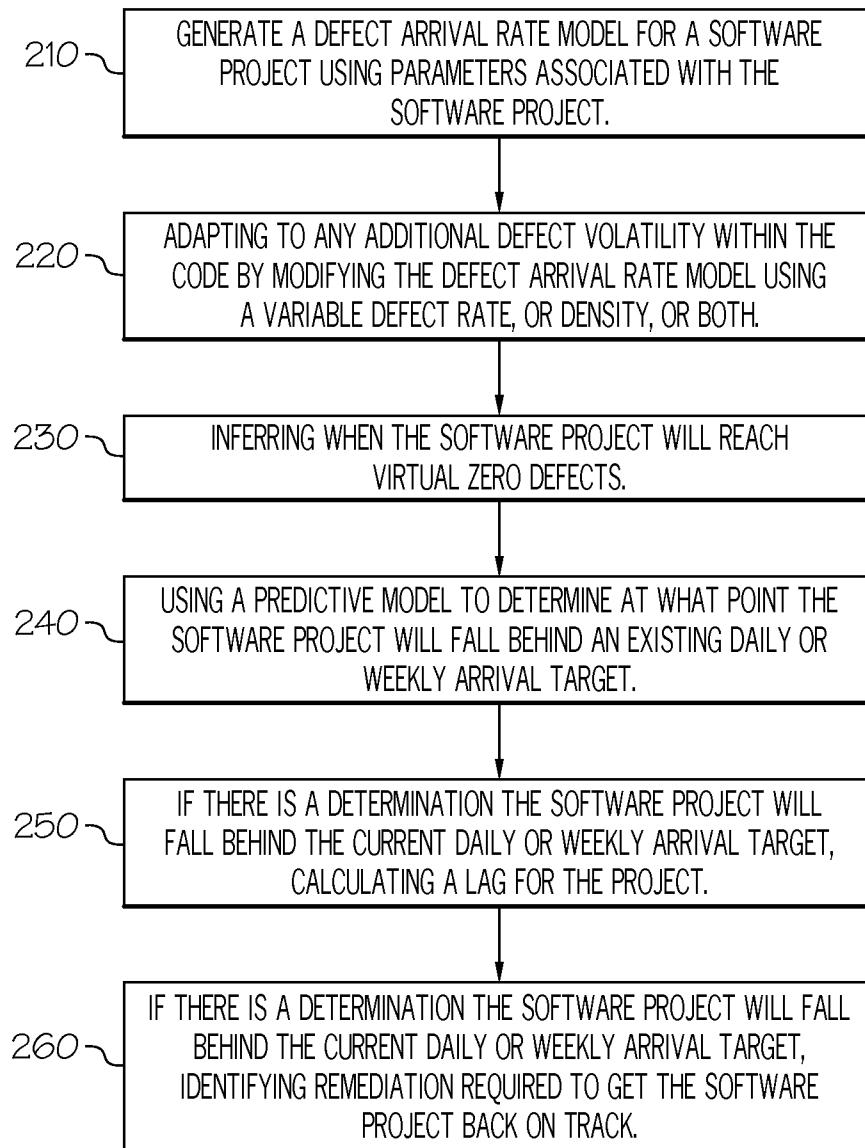 210
GENERATE A DEFECT ARRIVAL RATE MODEL FOR A SOFTWARE
PROJECT USING PARAMETERS ASSOCIATED WITH THE
SOFTWARE PROJECT.
220
ADAPTING TO ANY ADDITIONAL DEFECT VOLATILITY WITHIN THE
CODE BY MODIFYING THE DEFECT ARRIVAL RATE MODEL USING
A VARIABLE DEFECT RATE, OR DENSITY, OR BOTH.
230
INFERRING WHEN THE SOFTWARE PROJECT WILL REACH
VIRTUAL ZERO DEFECTS.
240
USING A PREDICTIVE MODEL TO DETERMINE AT WHAT POINT THE
SOFTWARE PROJECT WILL FALL BEHIND AN EXISTING DAILY OR
WEEKLY ARRIVAL TARGET.
250
IF THERE IS A DETERMINATION THE SOFTWARE PROJECT WILL
FALL BEHIND THE CURRENT DAILY OR WEEKLY ARRIVAL TARGET,
CALCULATING A LAG FOR THE PROJECT.
260
IF THERE IS A DETERMINATION THE SOFTWARE PROJECT WILL FALL
BEHIND THE CURRENT DAILY OR WEEKLY ARRIVAL TARGET,
IDENTIFYING REMEDIATION REQUIRED TO GET THE SOFTWARE
PROJECT BACK ON TRACK.